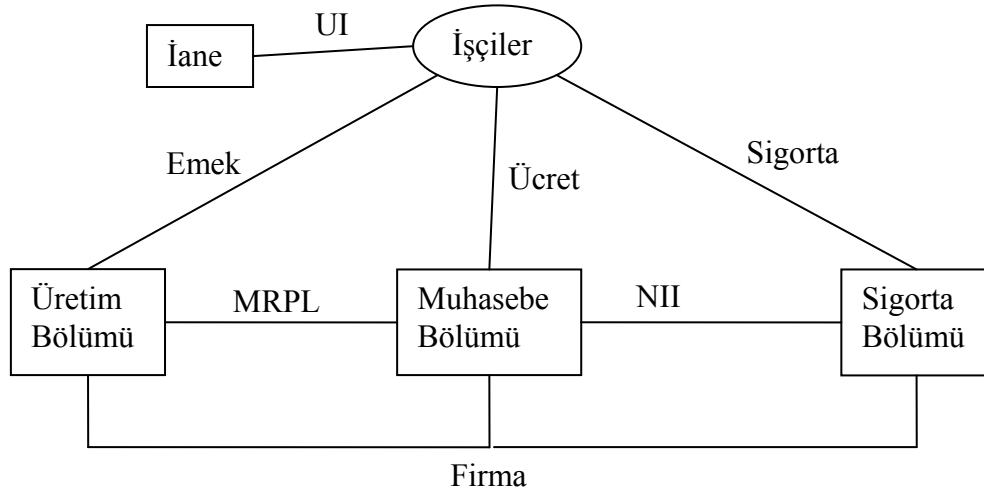 UI
İşçiler
İane
Emek
Ücret
Sigorta
Üretim
Bölümü
MRPL
Muhasebe
Bölümü
NII
Sigorta
Bölümü
Firma